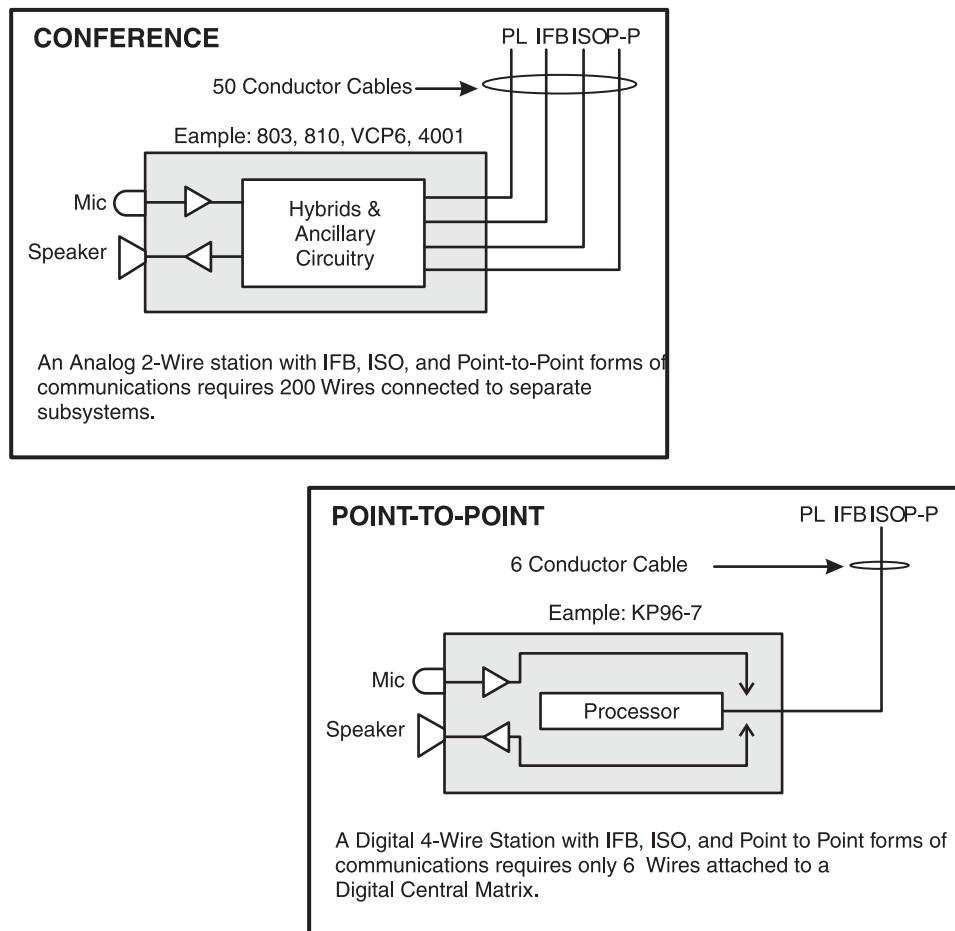 CONFERENCE
PL IFB ISO P-P
50 Conductor Cables
Eample: 803, 810, VCP6, 4001
Mic
Speaker
Hybrids &
Ancillary
Circuitry
An Analog 2-Wire station with IFB, ISO, and Point-to-Point forms of
communications requires 200 Wires connected to separate
subsystems.
POINT-TO-POINT
PL IFB ISO P-P
6 Conductor Cable
Eample: KP96-7
Mic
Speaker
Processor
A Digital 4-Wire Station with IFB, ISO, and Point to Point forms of
communications requires only 6 Wires attached to a
Digital Central Matrix.